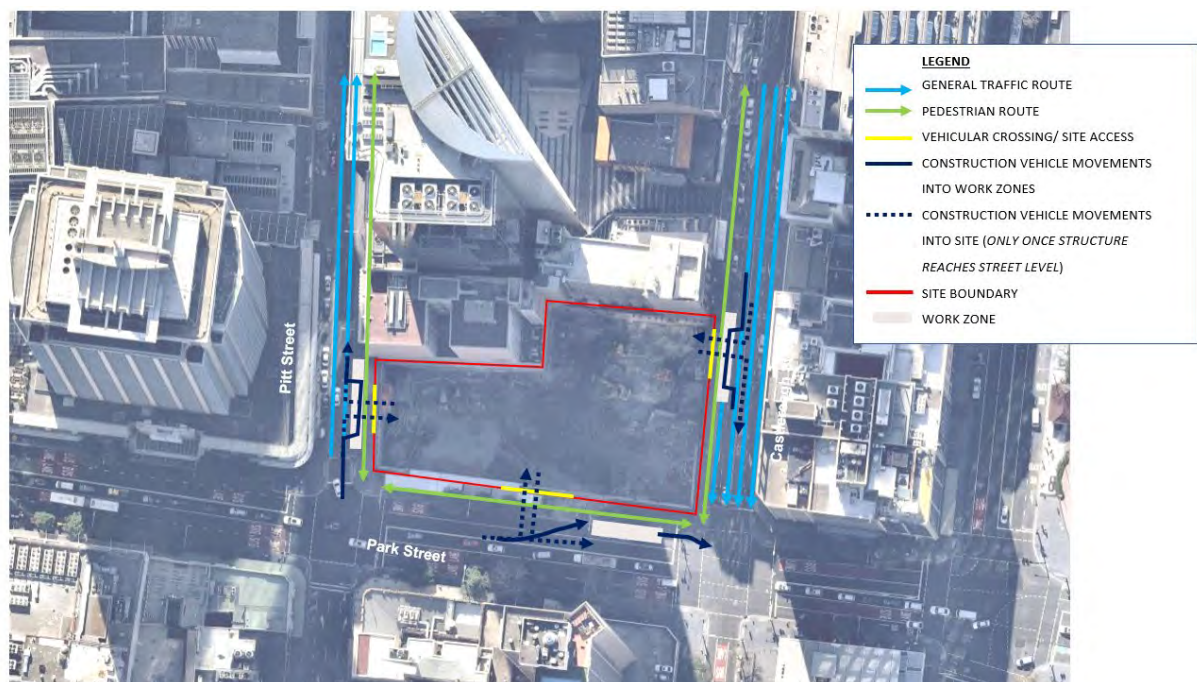 LEGEND
GENERAL TRAFFIC ROUTE
PEDESTRIAN ROUTE
VEHICULAR CROSSING/ SITE ACCESS
CONSTRUCTION VEHICLE MOVEMENTS
INTO WORK ZONES
CONSTRUCTION VEHICLE MOVEMENTS
INTO SITE (ONLY ONCE STRUCTURE
REACHES STREET LEVEL)
SITE BOUNDARY
WORK ZONE
Pitt Street
Park Street